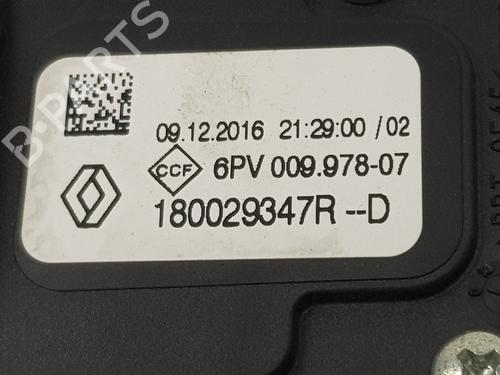 B-PARTS
09.12.2016 21:29:00 /02
CCF 6PV 009.978-07
180029347R --D